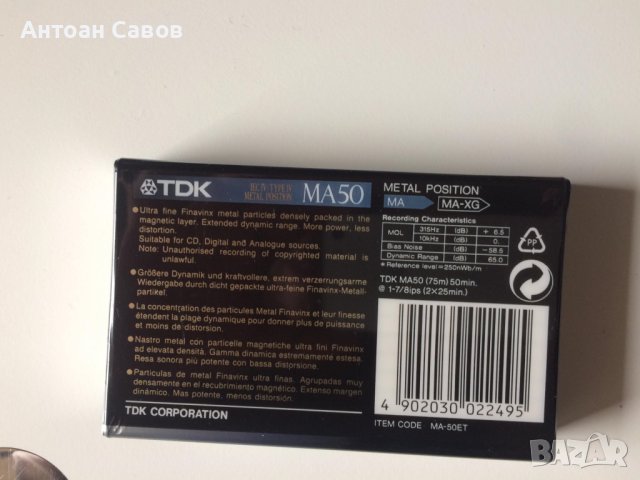 Антоан Савов
TDK
IEC IV · TYPE IV
METAL POSITION
MA50
METAL POSITION
MA
MA-XG
•Ultra fine Finavinx metal particles densely packed in the
magnetic layer. Extended dynamic range. More power, less
distortion.
Suitable for CD, Digital and Analogue sources.
Note: Unauthorised recording of copyrighted material is
unlawful.
•Größere Dynamik und kraftvollere, extrem verzerrungsarme
Wiedergabe durch dicht gepackte ultra-feine Finavinx-Metall-
partikel.
•La concentration des particules Metal Finavinx et leur finesse
étendent la plage dynamique pour donner plus de puissance
et moins de distorsion.
•Nastro metal con particelle magnetiche ultra fini Finavinx
ad elevata densità. Gamma dinamica estremamente estesa.
Resa sonora più potente con bassa distorsione.
•Particulas de metal Finavinx ultra finas. Agrupadas muy
densamente en el recubrimiento magnético. Extenso margen
dinámico. Mas potente, menos distorsión.
TDK CORPORATION
Recording Characteristics
MOL 315Hz (dB) + 6.5
10kHz (dB) 0.
Bias Noise (dB) −58.5
Dynamic Range (dB) 65.0
* Reference level=250nWb/m
TDK MA50 (75m) 50min.
@ 1-7/8ips (2×25min.)
PP
4 902030 022495
ITEM CODE MA-50ET
BAZAR